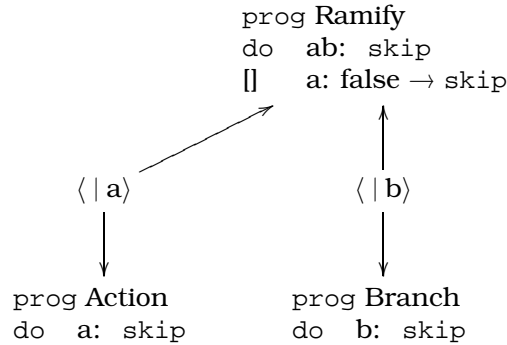 prog Ramify
do ab: skip
[] a: false → skip
⟨ | a⟩ ⟨ | b⟩
prog Action prog Branch
do a: skip do b: skip